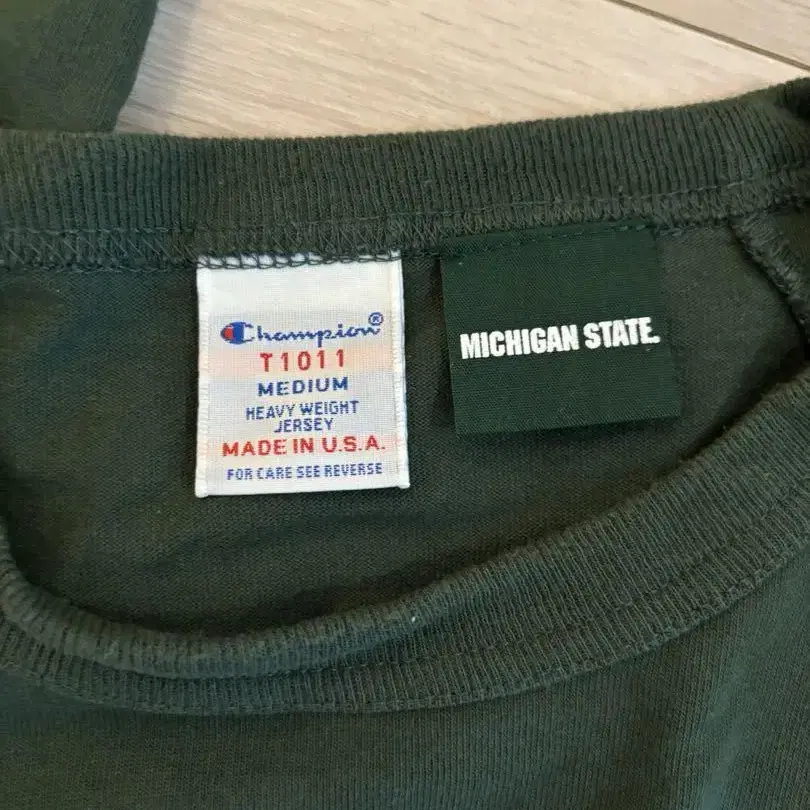 Champion®
T1011
MEDIUM
HEAVY WEIGHT
JERSEY
MADE IN U.S.A.
FOR CARE SEE REVERSE
MICHIGAN STATE.